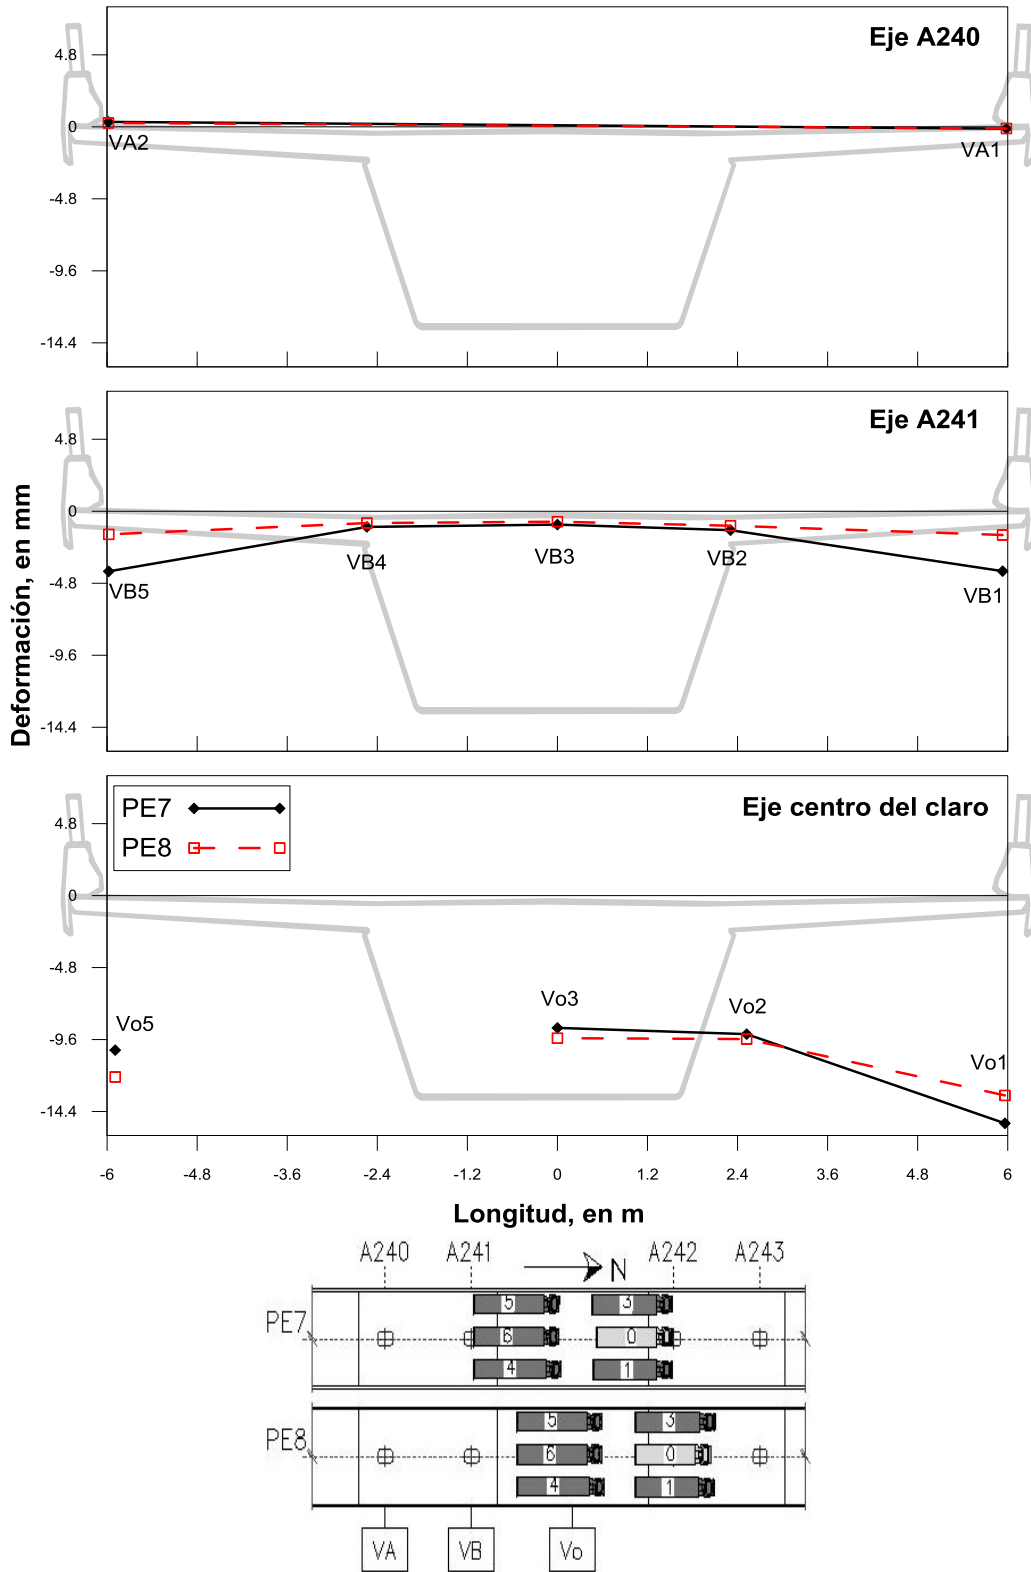 Eje A240
4.8
0
-4.8
-9.6
-14.4
VA2
VA1
Eje A241
4.8
0
-4.8
-9.6
-14.4
VB5
VB4
VB3
VB2
VB1
Deformación, en mm
PE7
PE8
Eje centro del claro
4.8
0
-4.8
-9.6
-14.4
Vo5
Vo3
Vo2
Vo1
-6 -4.8 -3.6 -2.4 -1.2 0 1.2 2.4 3.6 4.8 6
Longitud, en m
A240 A241 N A242 A243
PE7
5 3
6 0
4 1
PE8
5 3
6 0
4 1
VA VB Vo